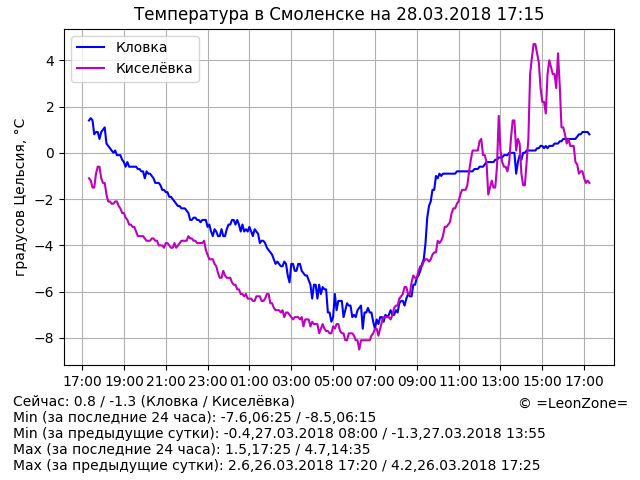 Температура в Смоленске на 28.03.2018 17:15
Кловка
Киселёвка
градусов Цельсия, °C
4
2
0
−2
−4
−6
−8
17:00 19:00 21:00 23:00 01:00 03:00 05:00 07:00 09:00 11:00 13:00 15:00 17:00
Сейчас: 0.8 / -1.3 (Кловка / Киселёвка)
© =LeonZone=
Min (за последние 24 часа): -7.6,06:25 / -8.5,06:15
Min (за предыдущие сутки): -0.4,27.03.2018 08:00 / -1.3,27.03.2018 13:55
Max (за последние 24 часа): 1.5,17:25 / 4.7,14:35
Max (за предыдущие сутки): 2.6,26.03.2018 17:20 / 4.2,26.03.2018 17:25